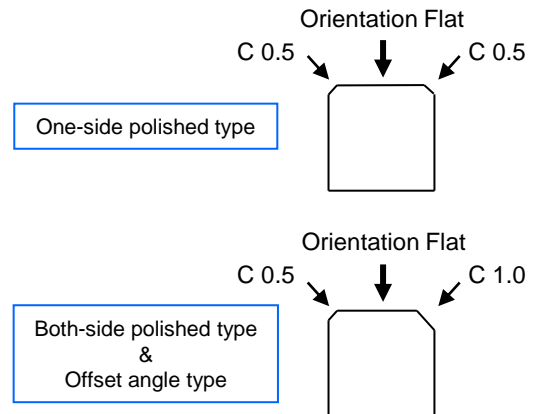 Orientation Flat
C 0.5
C 0.5
One-side polished type
Orientation Flat
C 0.5
C 1.0
Both-side polished type
&
Offset angle type